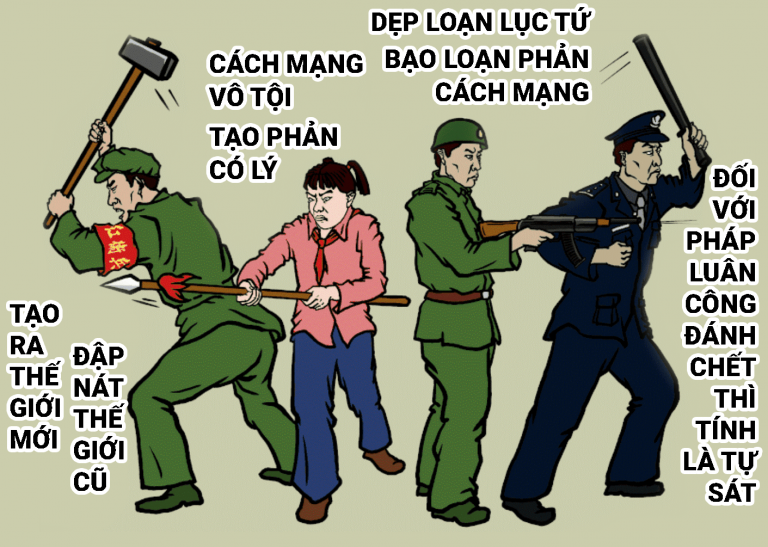 DẸP LOẠN LỤC TỨ
BẠO LOẠN PHẢN
CÁCH MẠNG
CÁCH MẠNG
VÔ TỘI
TẠO PHẢN
CÓ LÝ
TẠO
RA
THẾ
GIỚI
MỚI
ĐẬP
NÁT
THẾ
GIỚI
CŨ
ĐỐI
VỚI
PHÁP
LUÂN
CÔNG
ĐÁNH
CHẾT
THÌ
TÍNH
LÀ TỰ
SÁT